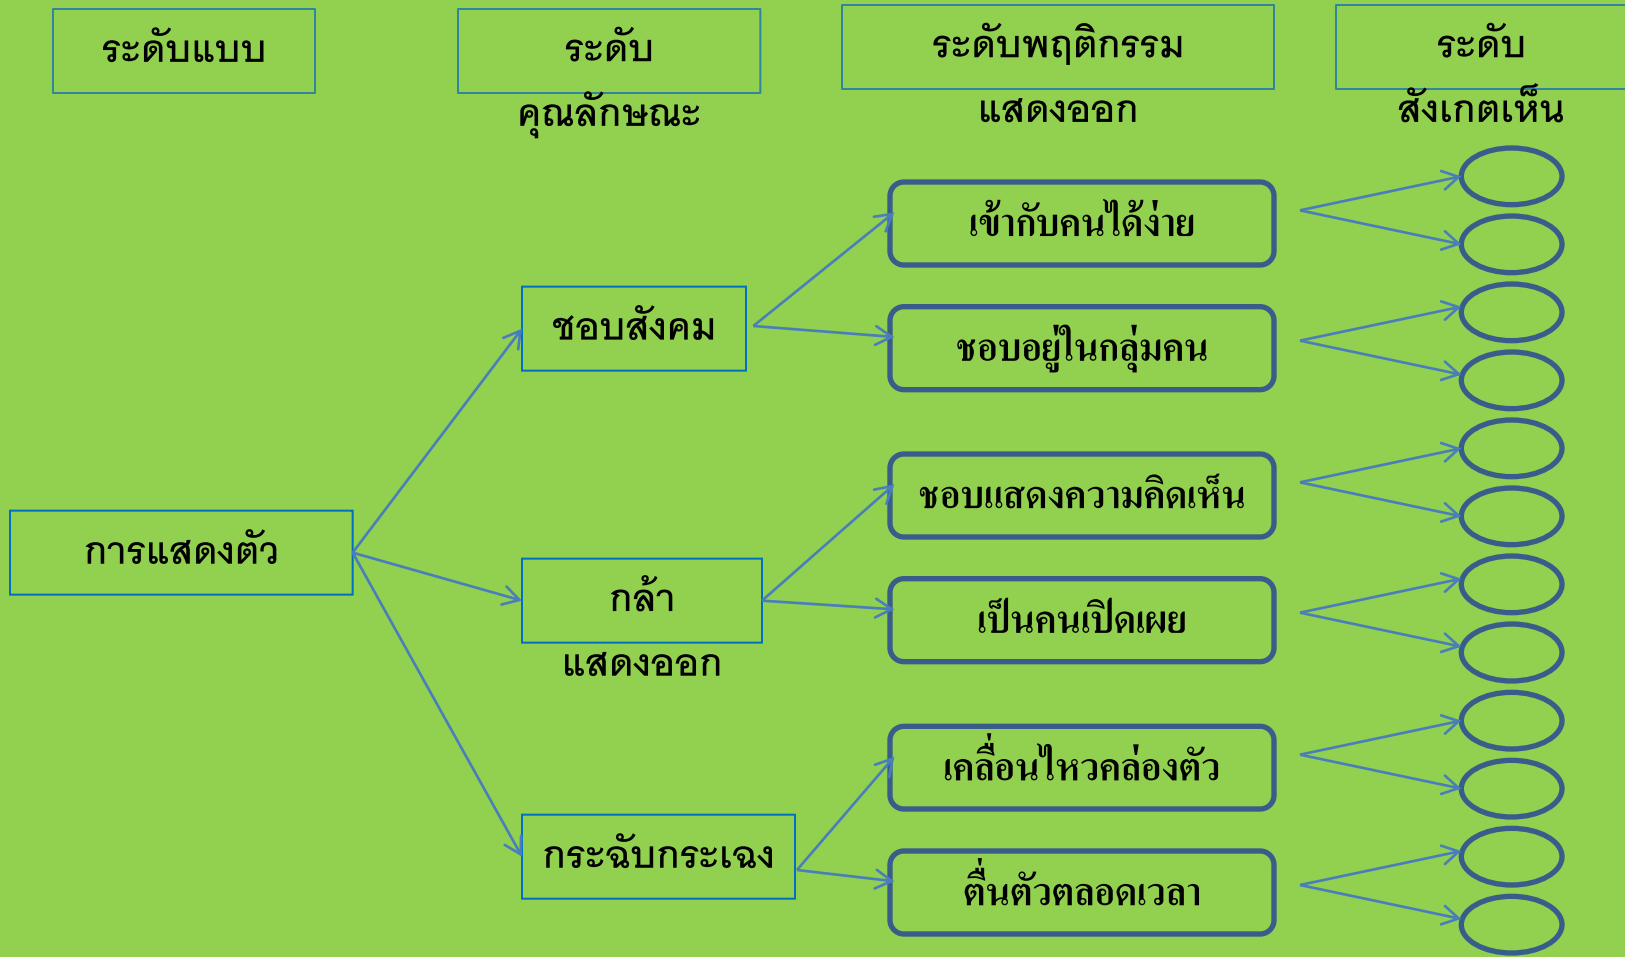 ระดับแบบ
ระดับ
คุณลักษณะ
ระดับพฤติกรรม
แสดงออก
ระดับ
สังเกตเห็น
การแสดงตัว
ชอบสังคม
กล้า
แสดงออก
กระฉับกระเฉง
เข้ากับคนได้ง่าย
ชอบอยู่ในกลุ่มคน
ชอบแสดงความคิดเห็น
เป็นคนเปิดเผย
เคลื่อนไหวคล่องตัว
ตื่นตัวตลอดเวลา